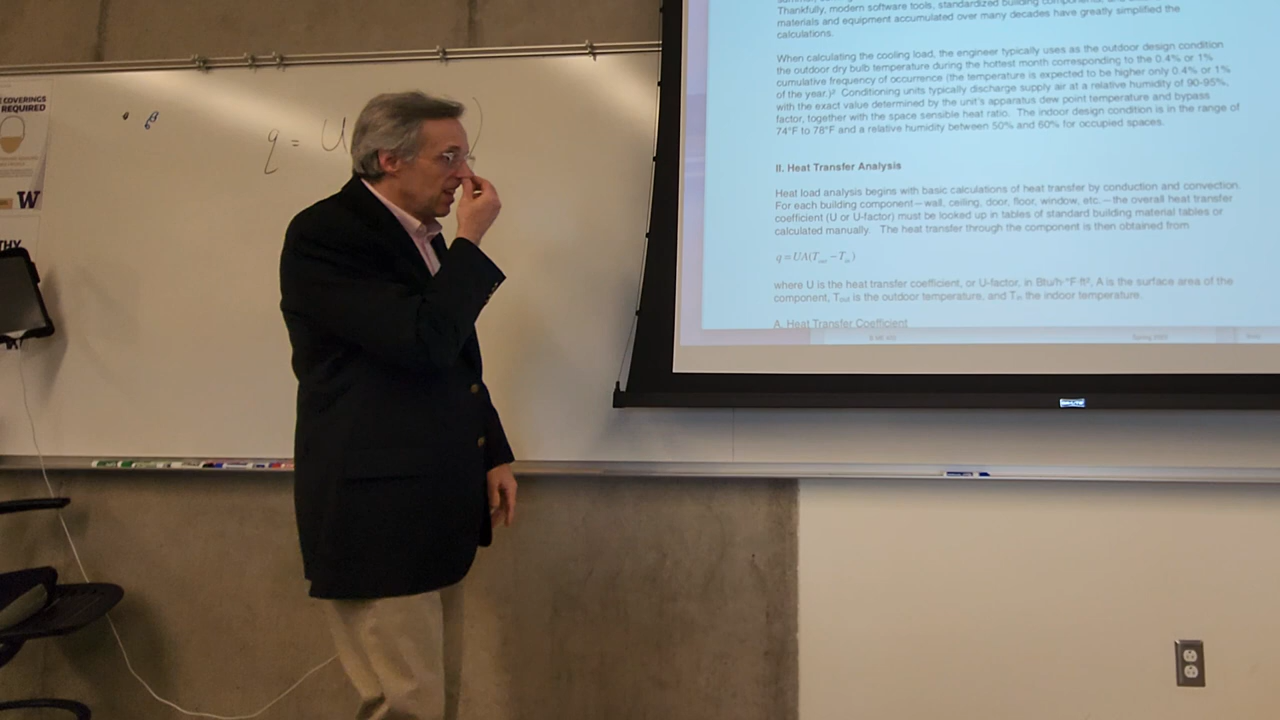 COVERINGS
REQUIRED
W
THY
q = U
Thankfully, modern software tools, standardized building
materials and equipment accumulated over many decades have greatly simplified the
calculations.
When calculating the cooling load, the engineer typically uses as the outdoor design condition
the outdoor dry bulb temperature during the hottest month corresponding to the 0.4% or 1%
cumulative frequency of occurrence (the temperature is expected to be higher only 0.4% or 1%
of the year.)² Conditioning units typically discharge supply air at a relative humidity of 90-95%,
with the exact value determined by the unit's apparatus dew point temperature and bypass
factor, together with the space sensible heat ratio. The indoor design condition is in the range of
74°F to 78°F and a relative humidity between 50% and 60% for occupied spaces.
II. Heat Transfer Analysis
Heat load analysis begins with basic calculations of heat transfer by conduction and convection.
For each building component—wall, ceiling, door, floor, window, etc.—the overall heat transfer
coefficient (U or U-factor) must be looked up in tables of standard building material tables or
calculated manually. The heat transfer through the component is then obtained from
q=UA(Tout−Tin)
where U is the heat transfer coefficient, or U-factor, in Btu/h·°F·ft², A is the surface area of the
component, Tout is the outdoor temperature, and Tin the indoor temperature.
A. Heat Transfer Coefficient